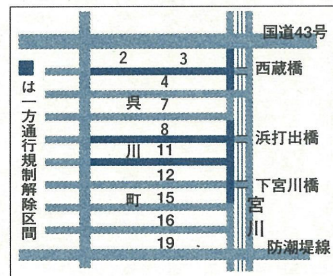 国道43号
2 3
西蔵橋
4
呉 7
8
浜打出橋
川 11
12
下宮川橋
町 15
宮川
16
19
防潮堤線
■は一方通行規制解除区間